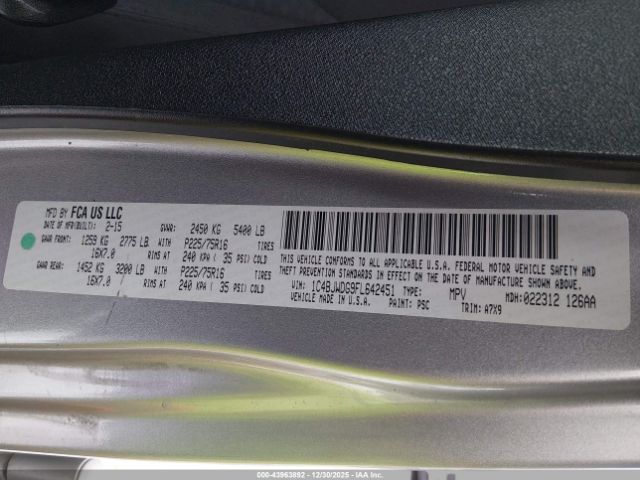 MFD BY FCA US LLC
DATE OF MFR(BUILT): 2-15 GVWR: 2450 KG 5400 LB
GAWR FRONT: 1259 KG 2775 LB. WITH P225/75R16 TIRES
16X7.0 RIMS AT 240 KPA ( 35 PSI) COLD
GAWR REAR: 1452 KG 3200 LB WITH P225/75R16 TIRES
16X7.0 RIMS AT 240 KPA ( 35 PSI) COLD
THIS VEHICLE CONFORMS TO ALL APPLICABLE U.S.A. FEDERAL MOTOR VEHICLE SAFETY AND
THEFT PREVENTION STANDARDS IN EFFECT ON THE DATE OF MANUFACTURE SHOWN ABOVE.
VIN: 1C4BJWDG9FL642451 TYPE: MPV MDH: 022312 126AA
VEHICLE MADE IN U.S.A. PAINT: PSC TRIM: A7X9
000-43963892 - 12/30/2025 - IAA Inc.